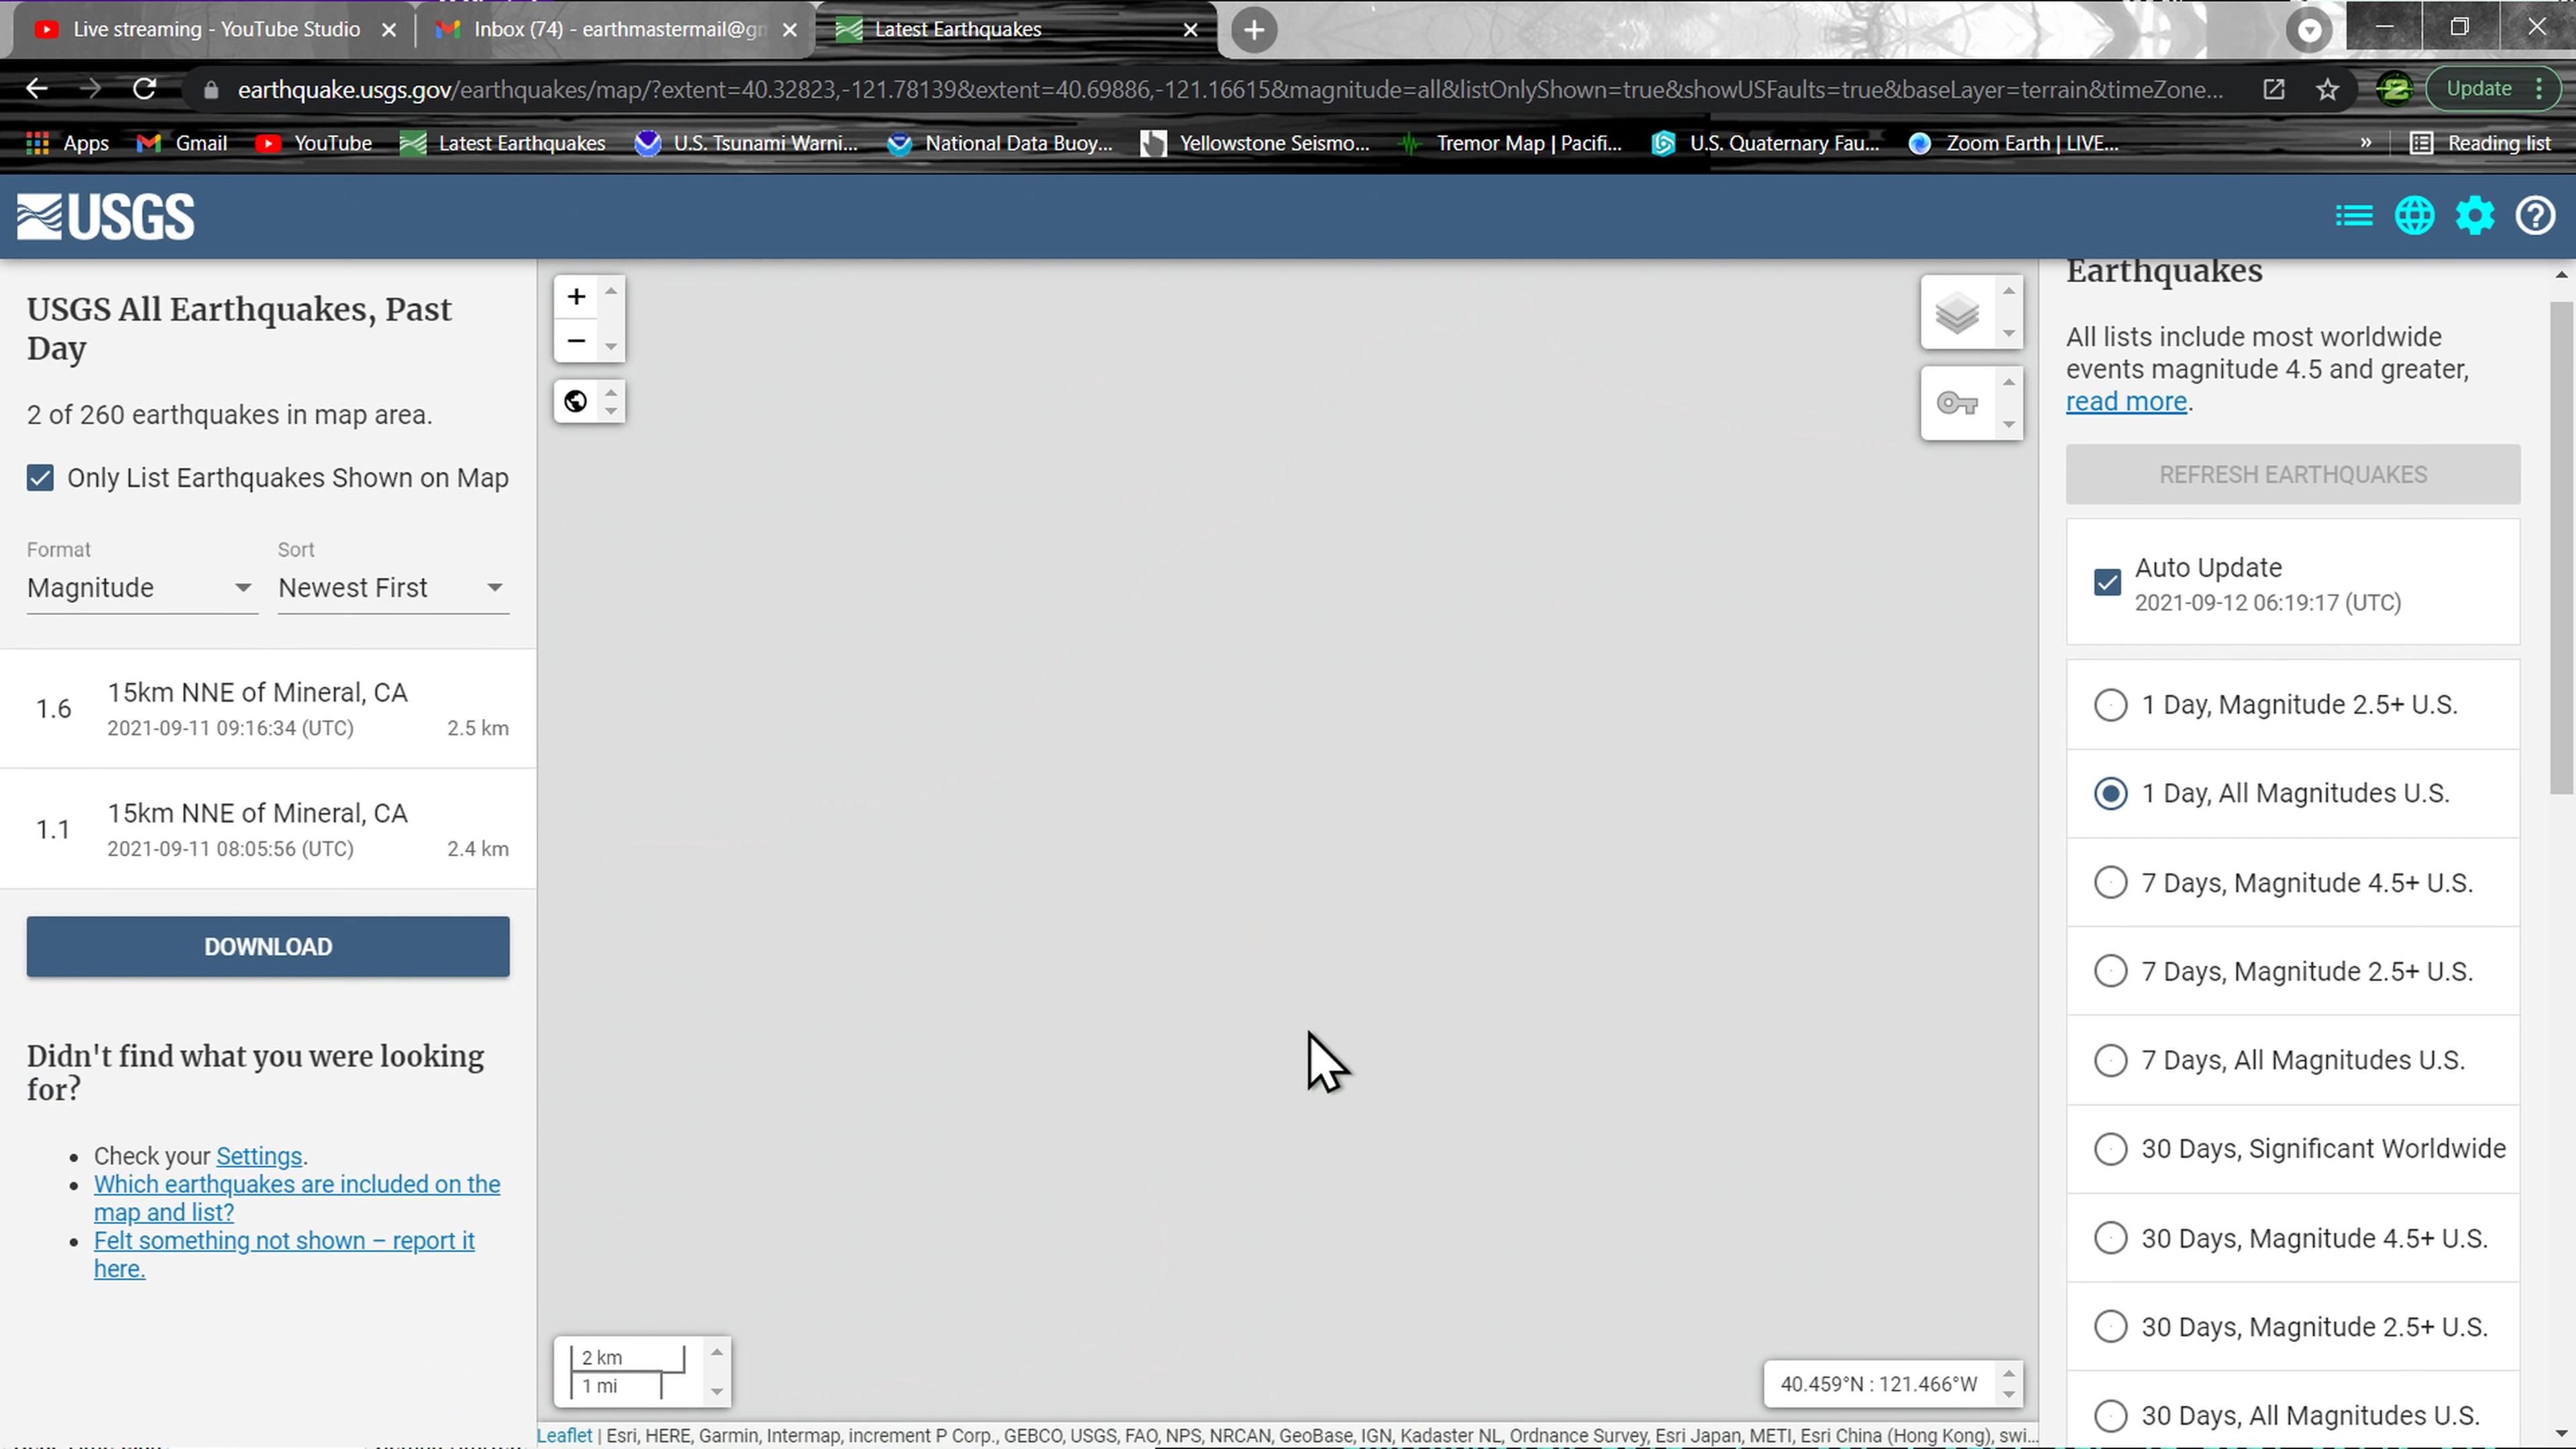 Live streaming - YouTube Studio
Inbox (74) - earthmastermail@gm
Latest Earthquakes
earthquake.usgs.gov/earthquakes/map/?extent=40.32823,-121.78139&extent=40.69886,-121.16615&magnitude=all&listOnlyShown=true&showUSFaults=true&baseLayer=terrain&timeZone...
Update
Apps
Gmail
YouTube
Latest Earthquakes
U.S. Tsunami Warni...
National Data Buoy...
Yellowstone Seismo...
Tremor Map | Pacifi...
U.S. Quaternary Fau...
Zoom Earth | LIVE...
»
Reading list
USGS
USGS All Earthquakes, Past
Day
2 of 260 earthquakes in map area.
Only List Earthquakes Shown on Map
Format
Sort
Magnitude
Newest First
1.6
15km NNE of Mineral, CA
2021-09-11 09:16:34 (UTC)
2.5 km
1.1
15km NNE of Mineral, CA
2021-09-11 08:05:56 (UTC)
2.4 km
DOWNLOAD
Didn't find what you were looking
for?
Check your Settings.
Which earthquakes are included on the
map and list?
Felt something not shown – report it
here.
+
−
2 km
1 mi
40.459°N : 121.466°W
Leaflet | Esri, HERE, Garmin, Intermap, increment P Corp., GEBCO, USGS, FAO, NPS, NRCAN, GeoBase, IGN, Kadaster NL, Ordnance Survey, Esri Japan, METI, Esri China (Hong Kong), swi...
Earthquakes
All lists include most worldwide
events magnitude 4.5 and greater,
read more.
REFRESH EARTHQUAKES
Auto Update
2021-09-12 06:19:17 (UTC)
1 Day, Magnitude 2.5+ U.S.
1 Day, All Magnitudes U.S.
7 Days, Magnitude 4.5+ U.S.
7 Days, Magnitude 2.5+ U.S.
7 Days, All Magnitudes U.S.
30 Days, Significant Worldwide
30 Days, Magnitude 4.5+ U.S.
30 Days, Magnitude 2.5+ U.S.
30 Days, All Magnitudes U.S.